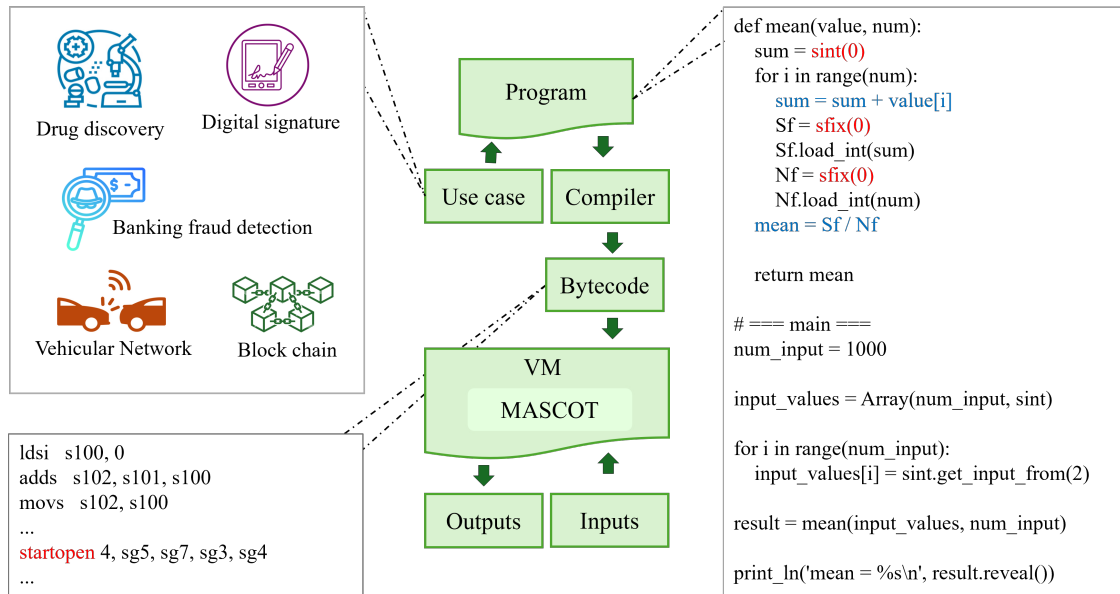 Drug discovery
Digital signature
$ -
Banking fraud detection
Vehicular Network
Block chain
Program
Use case
Compiler
Bytecode
VM
MASCOT
Outputs
Inputs
ldsi s100, 0
adds s102, s101, s100
movs s102, s100
...
startopen 4, sg5, sg7, sg3, sg4
...
def mean(value, num):
sum = sint(0)
for i in range(num):
sum = sum + value[i]
Sf = sfix(0)
Sf.load_int(sum)
Nf = sfix(0)
Nf.load_int(num)
mean = Sf / Nf
return mean
# === main ===
num_input = 1000
input_values = Array(num_input, sint)
for i in range(num_input):
input_values[i] = sint.get_input_from(2)
result = mean(input_values, num_input)
print_ln('mean = %s\n', result.reveal())